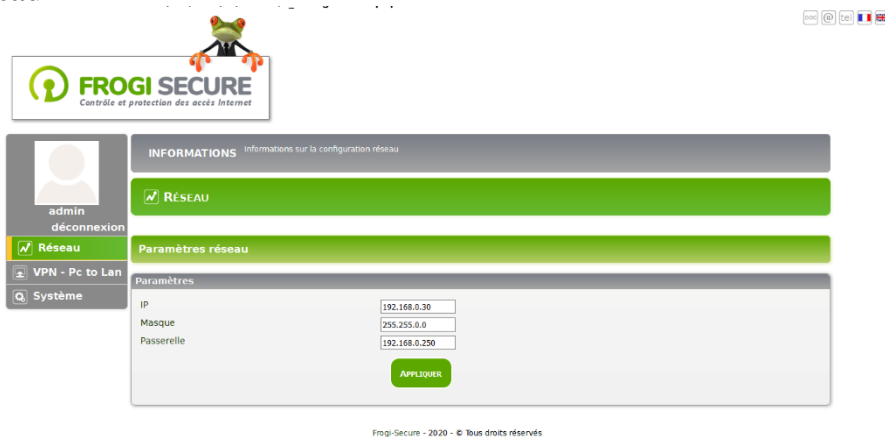 DOC @ tel
FROGI SECURE
Contrôle et protection des accès Internet
INFORMATIONS Informations sur la configuration réseau
RÉSEAU
admin
déconnexion
Réseau
VPN - Pc to Lan
Système
Paramètres réseau
Paramètres
IP 192.168.0.30
Masque 255.255.0.0
Passerelle 192.168.0.250
APPLIQUER
Frogi-Secure - 2020 - © Tous droits réservés